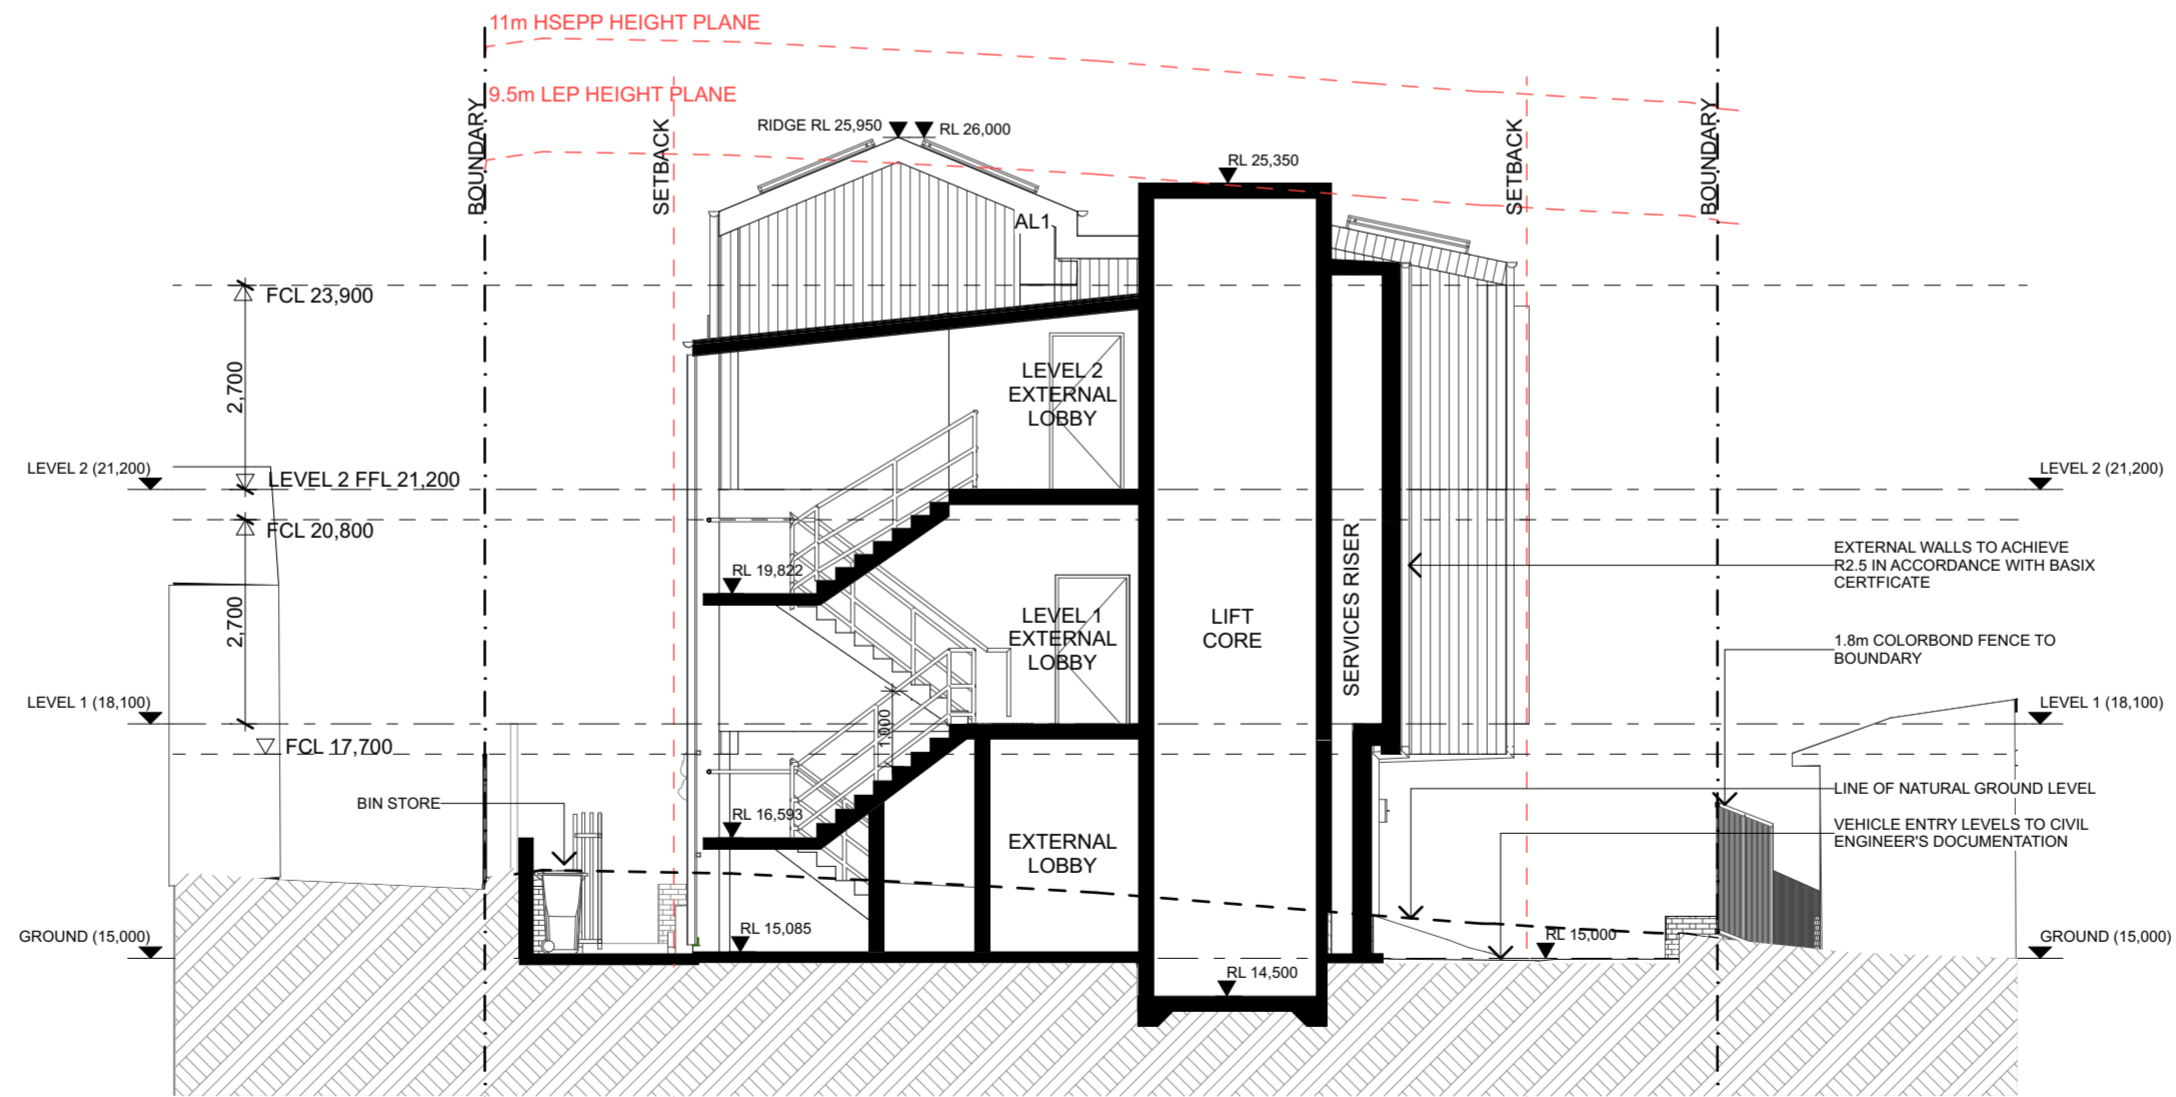 11m HSEPP HEIGHT PLANE
9.5m LEP HEIGHT PLANE
BOUNDARY
SETBACK
RIDGE RL 25,950
RL 26,000
RL 25,350
SETBACK
BOUNDARY
AL1
FCL 23,900
2,700
LEVEL 2
EXTERNAL
LOBBY
LEVEL 2 (21,200)
LEVEL 2 FFL 21,200
LEVEL 2 (21,200)
FCL 20,800
RL 19,822
2,700
LEVEL 1
EXTERNAL
LOBBY
LIFT
CORE
SERVICES RISER
EXTERNAL WALLS TO ACHIEVE
R2.5 IN ACCORDANCE WITH BASIX
CERTFICATE
1.8m COLORBOND FENCE TO
BOUNDARY
LEVEL 1 (18,100)
1,000
LEVEL 1 (18,100)
FCL 17,700
BIN STORE
RL 16,593
LINE OF NATURAL GROUND LEVEL
VEHICLE ENTRY LEVELS TO CIVIL
ENGINEER'S DOCUMENTATION
EXTERNAL
LOBBY
GROUND (15,000)
RL 15,085
RL 15,000
GROUND (15,000)
RL 14,500